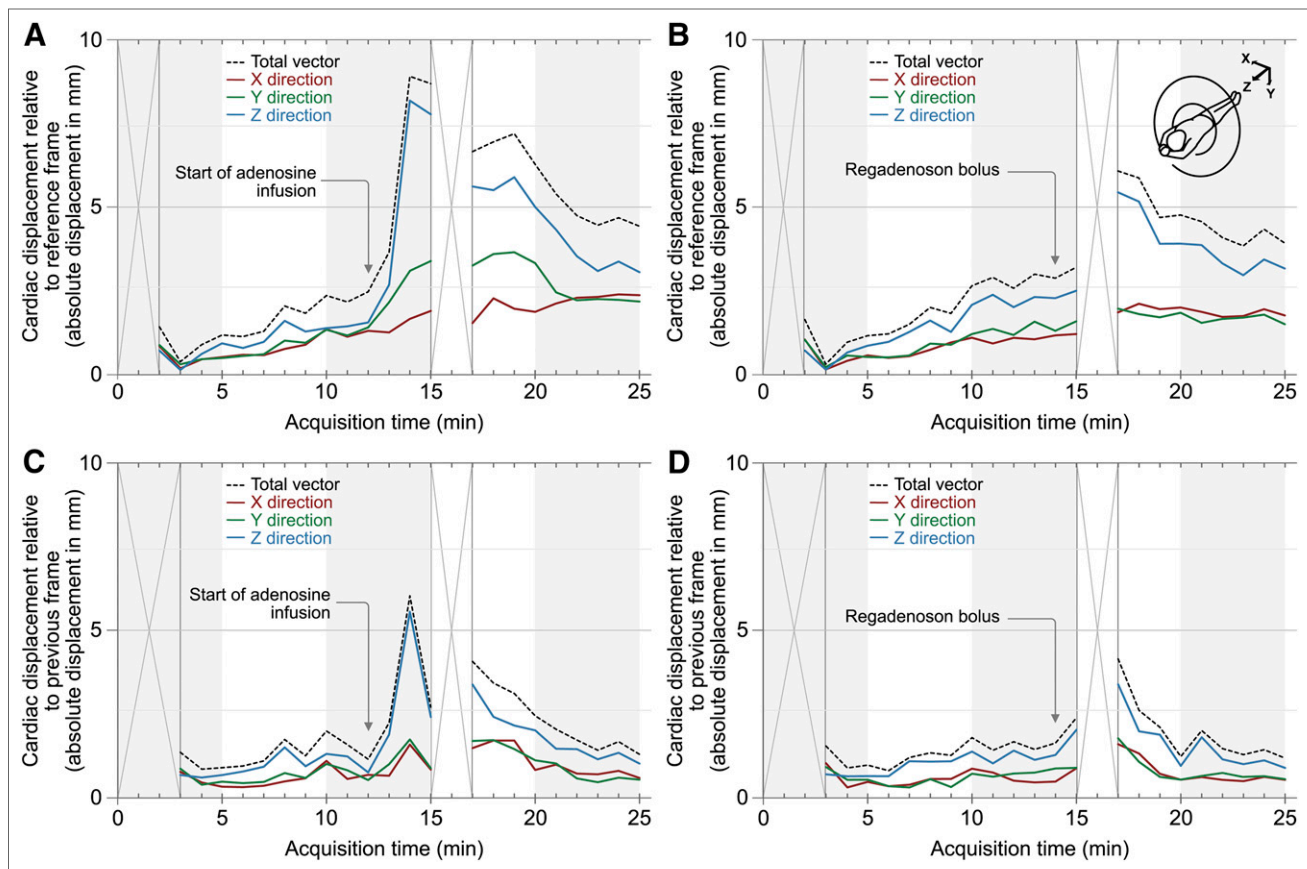 A
10
5
0
Cardiac displacement relative
to reference frame
(absolute displacement in mm)
Total vector
X direction
Y direction
Z direction
Start of adenosine
infusion
0
5
10
15
20
25
Acquisition time (min)
B
10
5
0
Cardiac displacement relative
to reference frame
(absolute displacement in mm)
Total vector
X direction
Y direction
Z direction
Regadenoson bolus
X
Z
Y
0
5
10
15
20
25
Acquisition time (min)
C
10
5
0
Cardiac displacement relative
to previous frame
(absolute displacement in mm)
Total vector
X direction
Y direction
Z direction
Start of adenosine
infusion
0
5
10
15
20
25
Acquisition time (min)
D
10
5
0
Cardiac displacement relative
to previous frame
(absolute displacement in mm)
Total vector
X direction
Y direction
Z direction
Regadenoson bolus
0
5
10
15
20
25
Acquisition time (min)